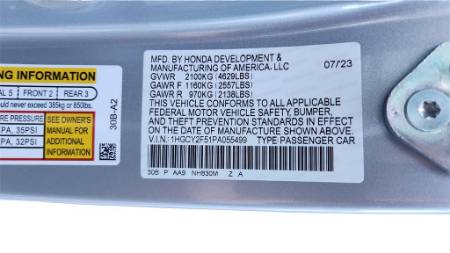 NG INFORMATION
AL 5 FRONT 2 REAR 3
ould never exceed 385kg or 850lbs.
RE PRESSURE
PA, 35PSI
PA, 32PSI
SEE OWNER'S
MANUAL FOR
ADDITIONAL
INFORMATION
30B-A2
MFD. BY HONDA DEVELOPMENT &
MANUFACTURING OF AMERICA, LLC 07/23
GVWR 2100KG (4629LBS)
GAWR F 1160KG (2557LBS)
GAWR R 970KG (2138LBS)
THIS VEHICLE CONFORMS TO ALL APPLICABLE
FEDERAL MOTOR VEHICLE SAFETY, BUMPER,
AND THEFT PREVENTION STANDARDS IN EFFECT
ON THE DATE OF MANUFACTURE SHOWN ABOVE.
V.I.N.:1HGCY2F51PA055499 TYPE PASSENGER CAR
30B P AA9 NH830M Z A